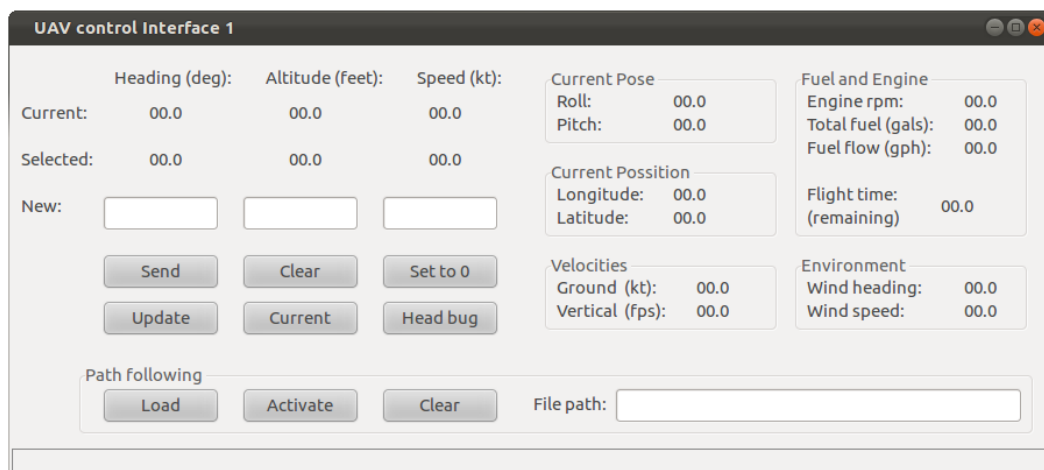 UAV control Interface 1
Heading (deg): Altitude (feet): Speed (kt):
Current: 00.0 00.0 00.0
Selected: 00.0 00.0 00.0
New:
Send Clear Set to 0
Update Current Head bug
Current Pose
Roll: 00.0
Pitch: 00.0
Current Possition
Longitude: 00.0
Latitude: 00.0
Velocities
Ground (kt): 00.0
Vertical (fps): 00.0
Fuel and Engine
Engine rpm: 00.0
Total fuel (gals): 00.0
Fuel flow (gph): 00.0
Flight time: 00.0
(remaining)
Environment
Wind heading: 00.0
Wind speed: 00.0
Path following
Load Activate Clear File path: